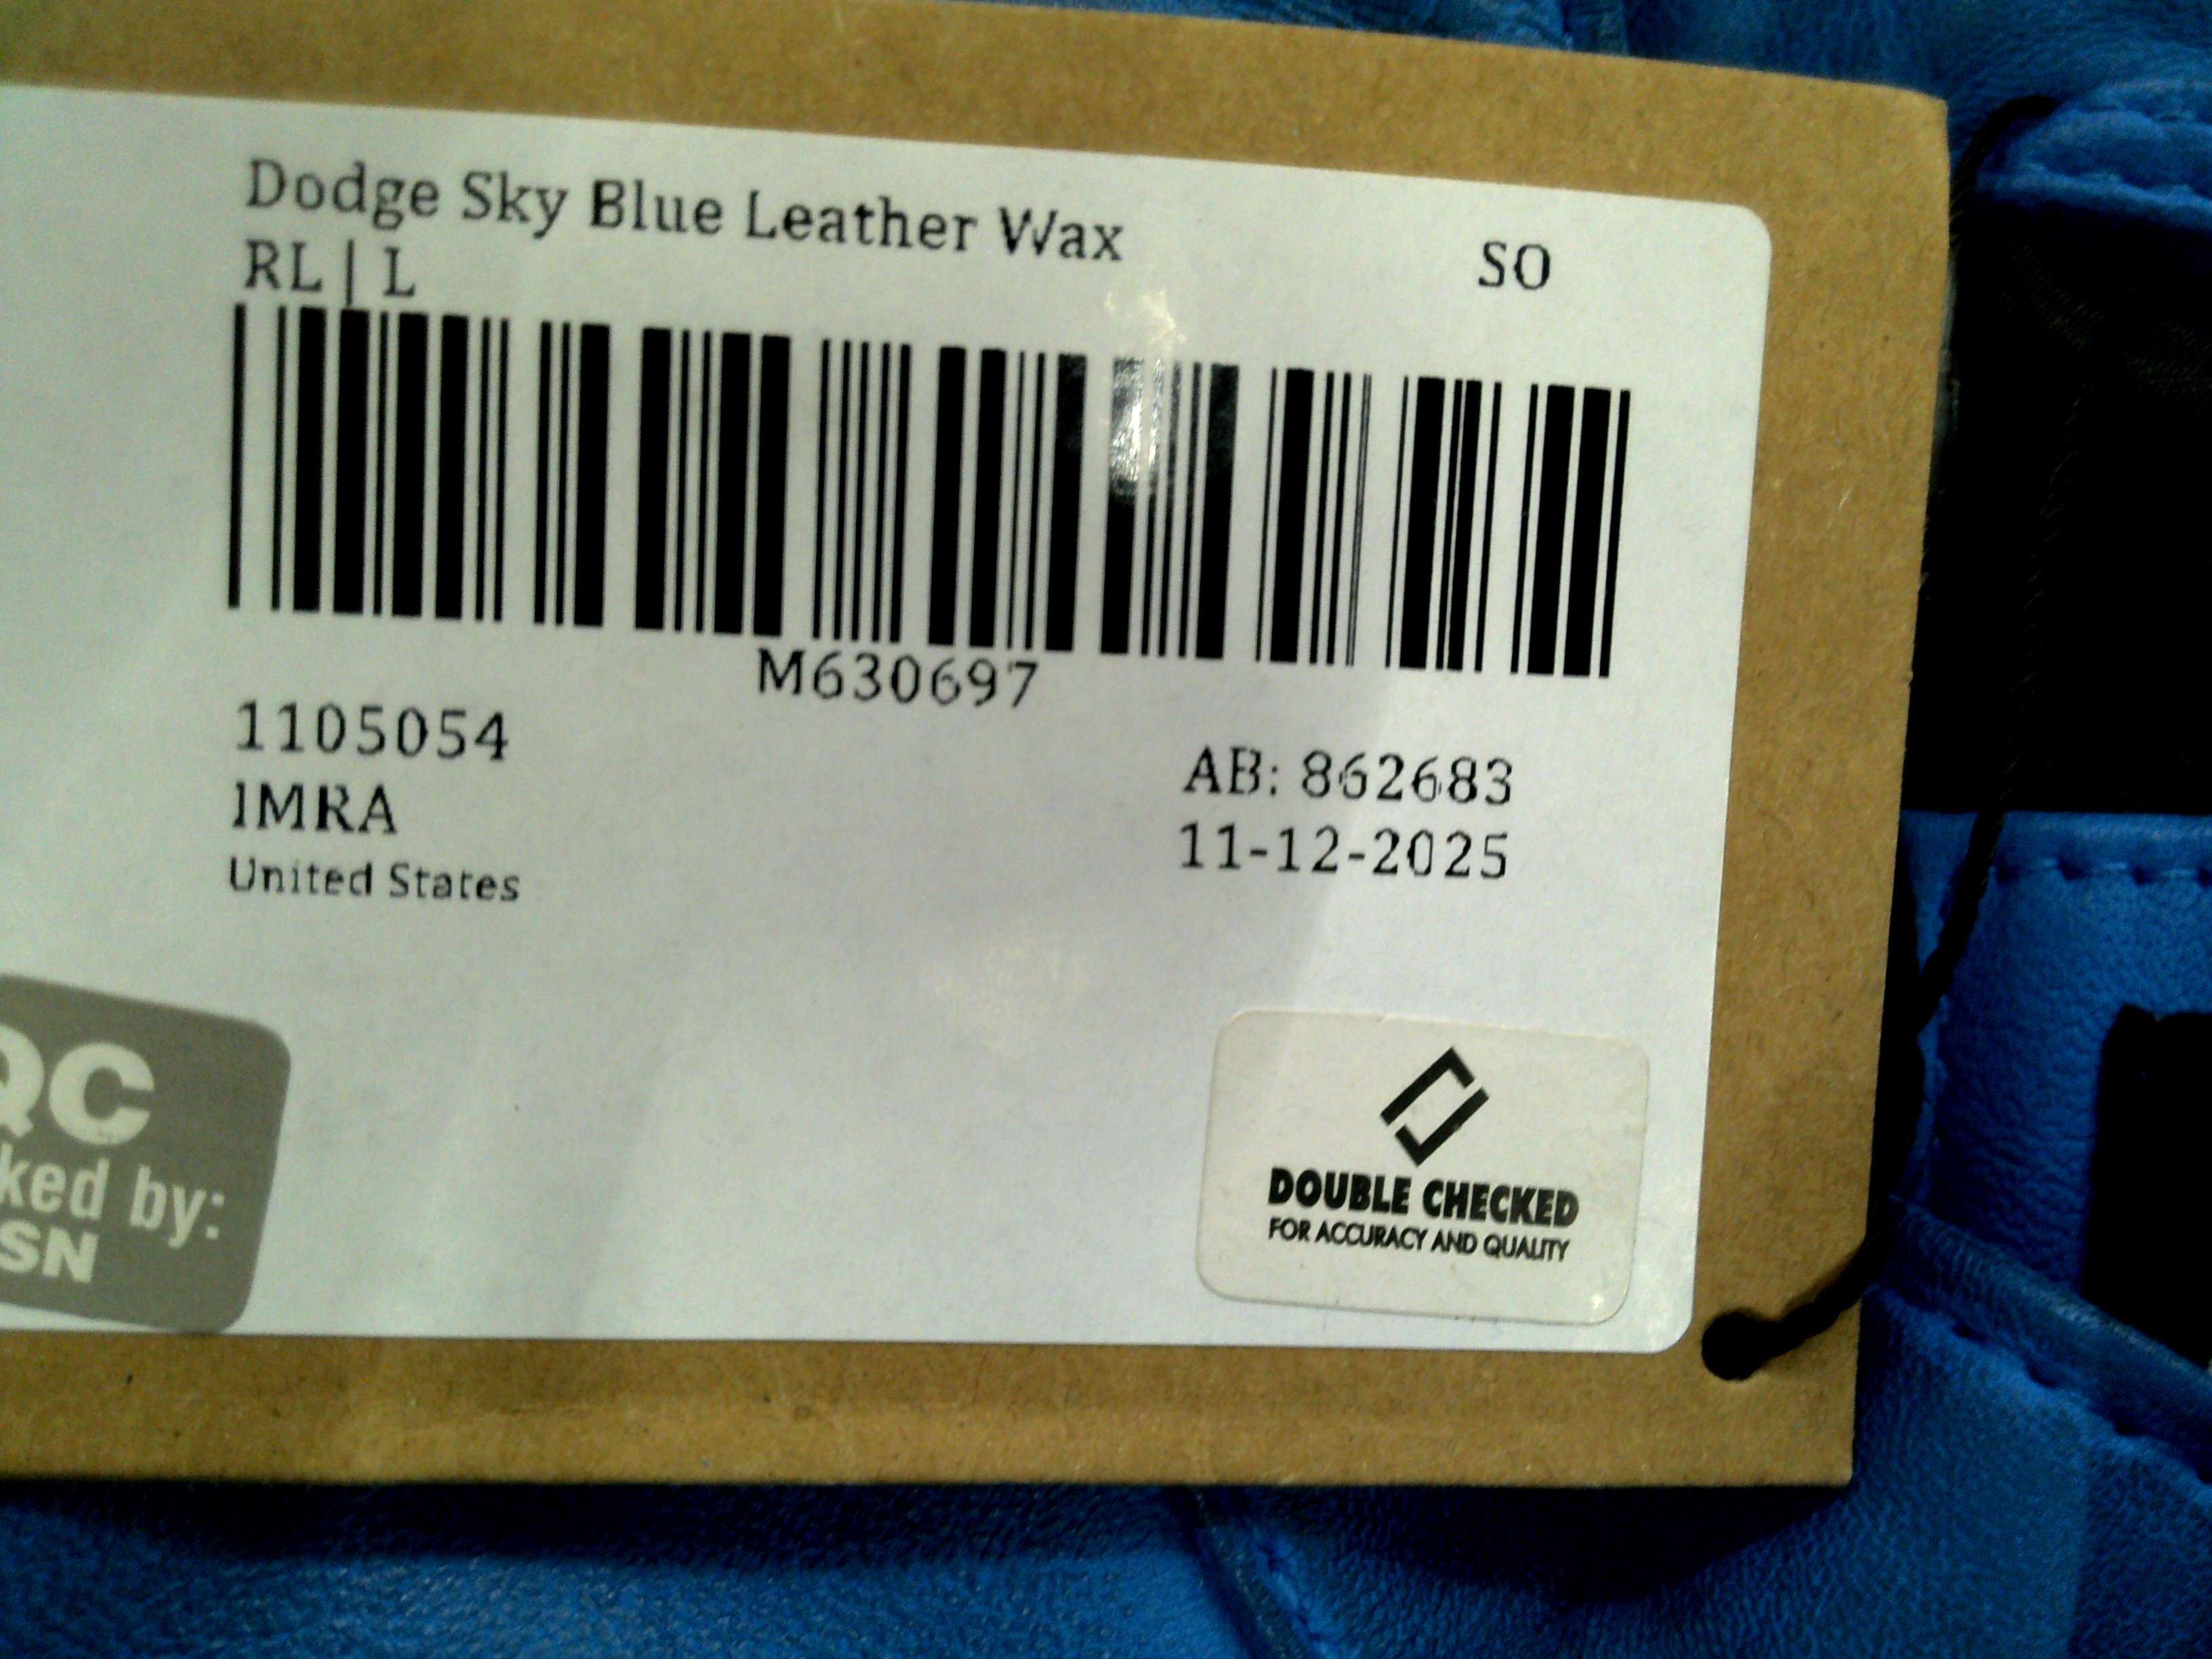 Dodge Sky Blue Leather Wax
RL | L
SO
M630697
1105054
IMRA
United States
AB: 862683
11-12-2025
QC
ked by:
SN
DOUBLE CHECKED
FOR ACCURACY AND QUALITY